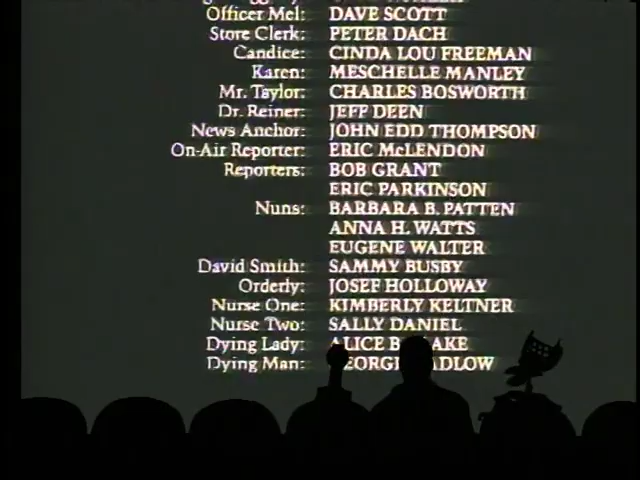 Officer Mel: DAVE SCOTT
Store Clerk: PETER DACH
Candice: CINDA LOU FREEMAN
Karen: MESCHELLE MANLEY
Mr. Taylor: CHARLES BOSWORTH
Dr. Reiner: JEFF DEEN
News Anchor: JOHN EDD THOMPSON
On-Air Reporter: ERIC McLENDON
Reporters: BOB GRANT
ERIC PARKINSON
Nuns: BARBARA B. PATTEN
ANNA H. WATTS
EUGENE WALTER
David Smith: SAMMY BUSBY
Orderly: JOSEF HOLLOWAY
Nurse One: KIMBERLY KELTNER
Nurse Two: SALLY DANIEL
Dying Lady: ALICE
Dying Man: